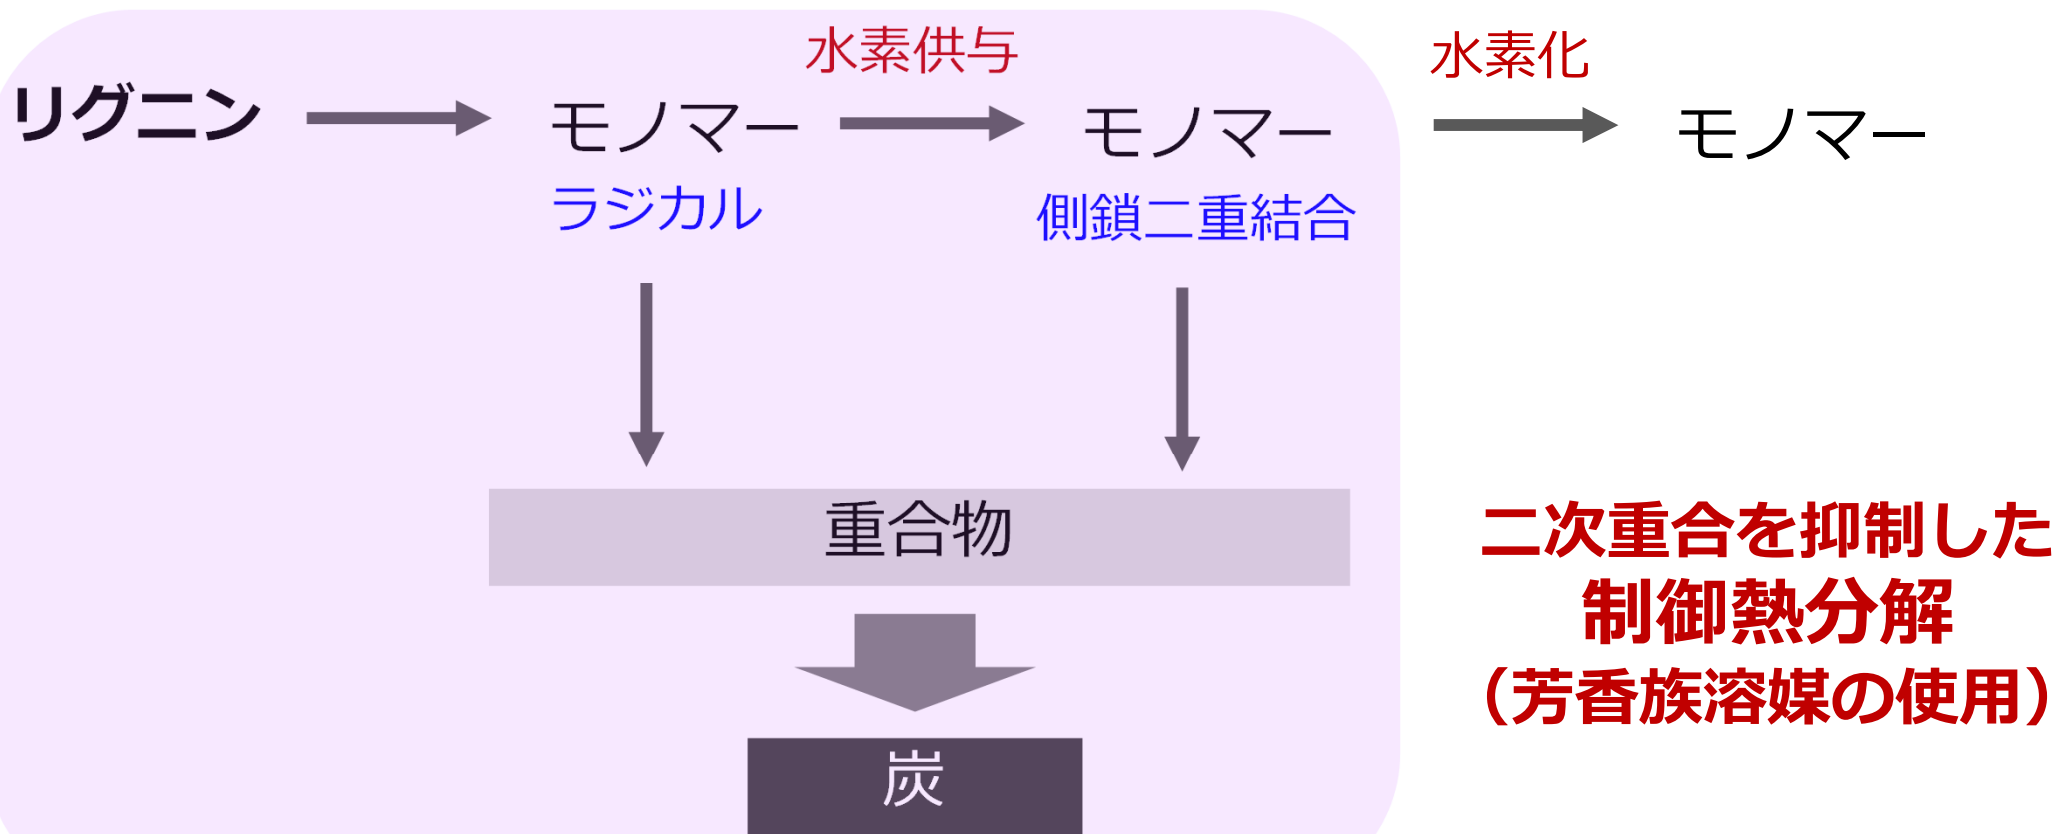 水素供与
水素化
リグニン
モノマー
モノマー
モノマー
ラジカル
側鎖二重結合
重合物
二次重合を抑制した
制御熱分解
（芳香族溶媒の使用）
炭